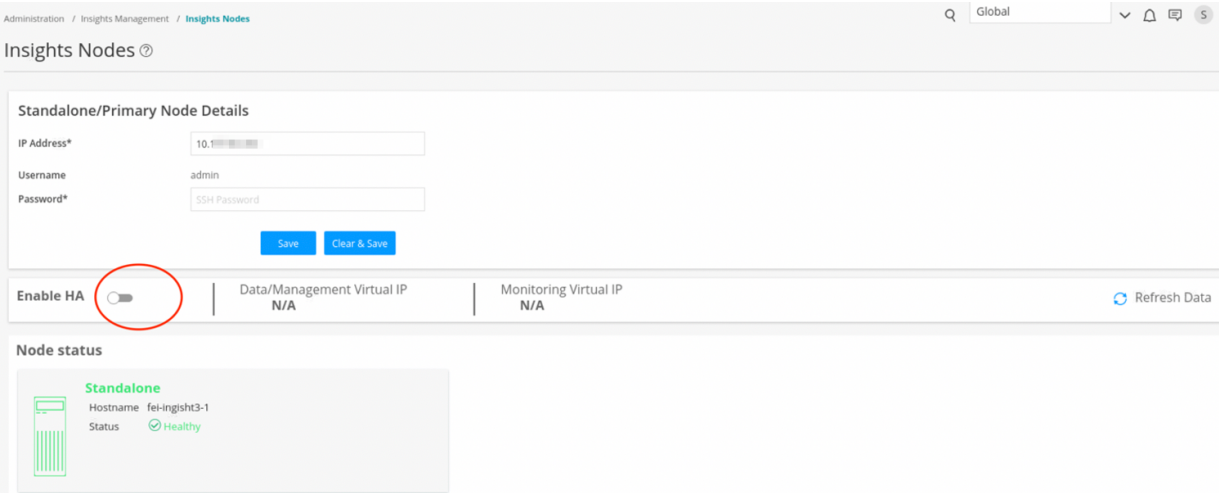 Administration / Insights Management / Insights Nodes
Global
S
Insights Nodes
Standalone/Primary Node Details
IP Address*
Username admin
Password* SSH Password
Save Clear & Save
Enable HA Data/Management Virtual IP Monitoring Virtual IP Refresh Data
N/A N/A
Node status
Standalone
Hostname fei-ingisht3-1
Status Healthy